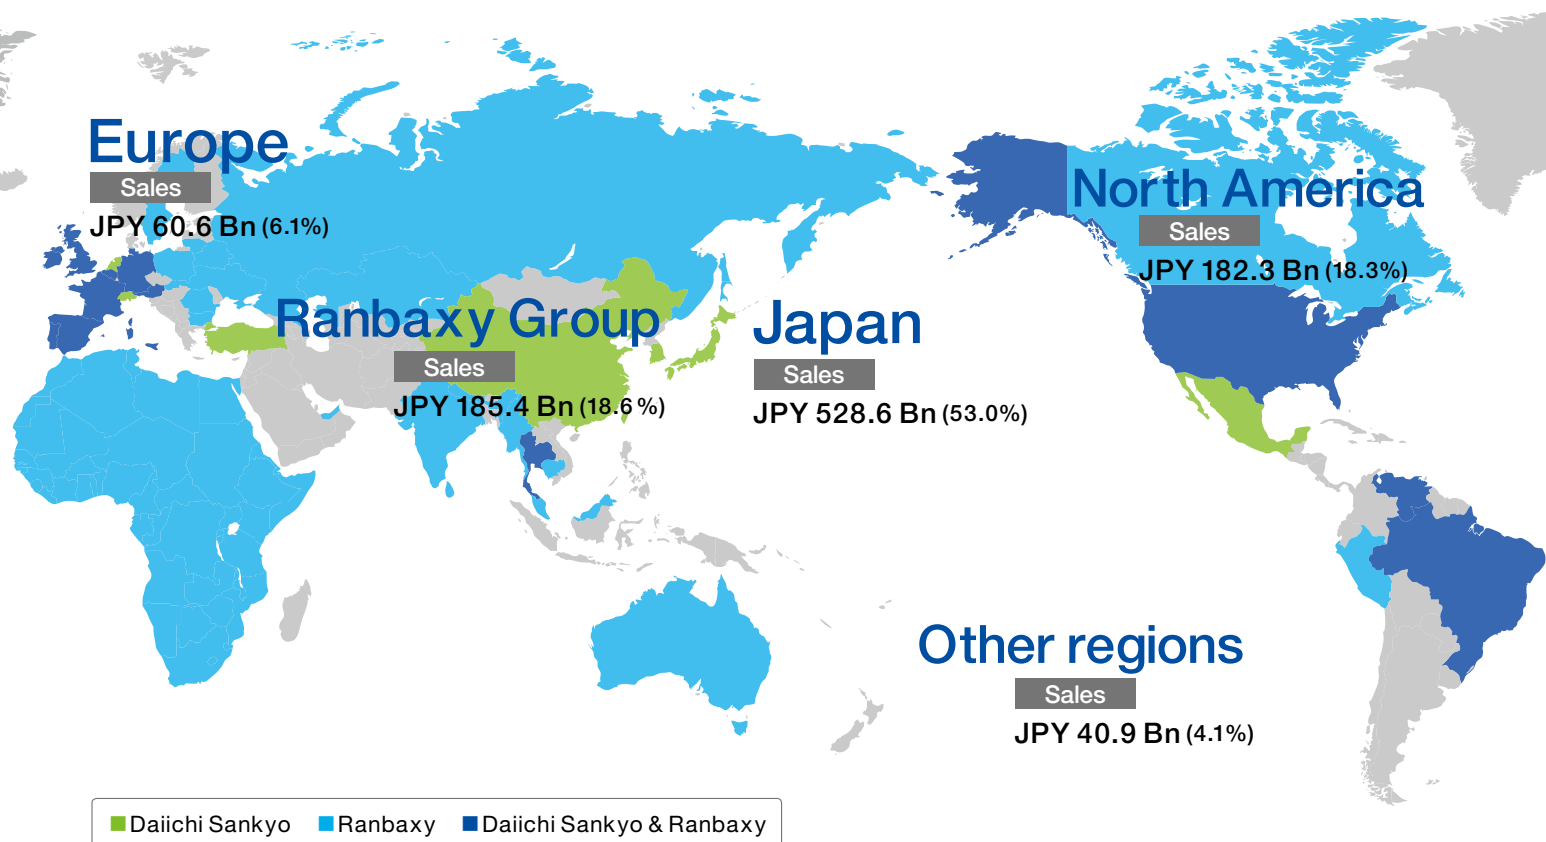 Europe
Sales
JPY 60.6 Bn (6.1%)
North America
Sales
JPY 182.3 Bn (18.3%)
Ranbaxy Group
Sales
JPY 185.4 Bn (18.6%)
Japan
Sales
JPY 528.6 Bn (53.0%)
Other regions
Sales
JPY 40.9 Bn (4.1%)
Daiichi Sankyo Ranbaxy Daiichi Sankyo & Ranbaxy